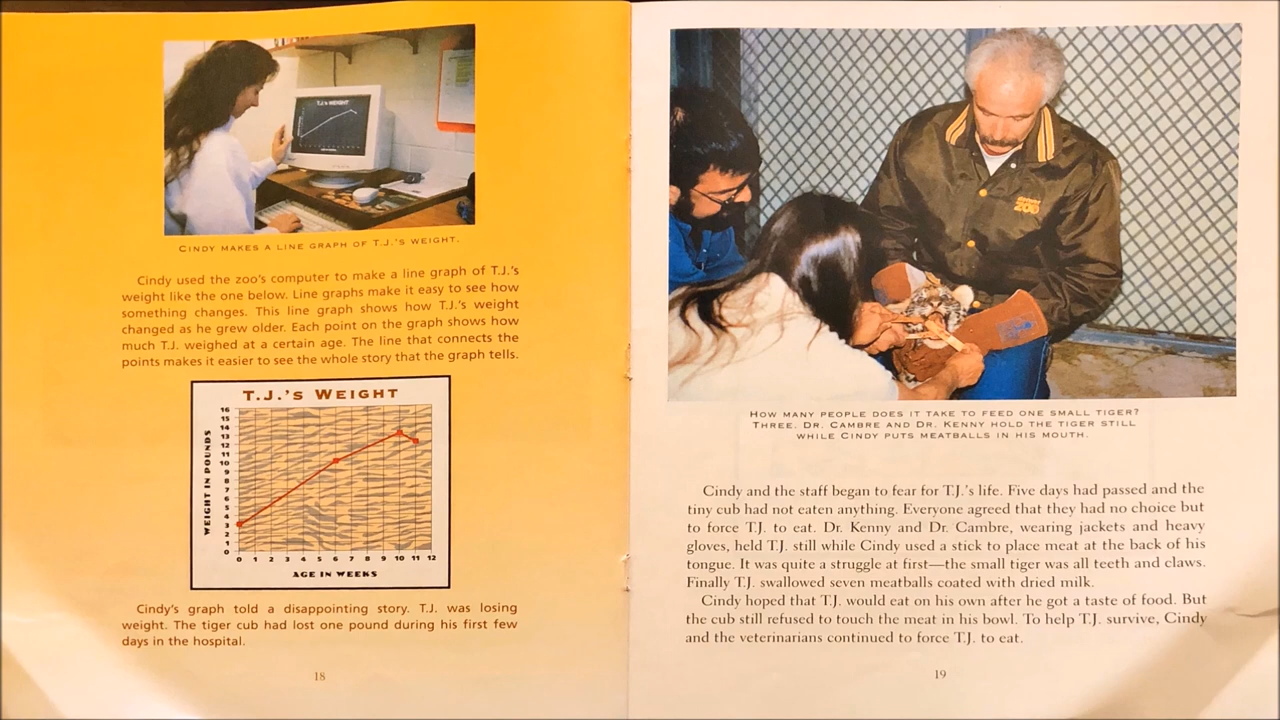 T.J.'S WEIGHT
CINDY MAKES A LINE GRAPH OF T.J.'S WEIGHT.
Cindy used the zoo's computer to make a line graph of T.J.'s
weight like the one below. Line graphs make it easy to see how
something changes. This line graph shows how T.J.'s weight
changed as he grew older. Each point on the graph shows how
much T.J. weighed at a certain age. The line that connects the
points makes it easier to see the whole story that the graph tells.
T.J.'S WEIGHT
WEIGHT IN POUNDS
16
15
14
13
12
11
10
9
8
7
6
5
4
3
2
1
0
0 1 2 3 4 5 6 7 8 9 10 11 12
AGE IN WEEKS
Cindy's graph told a disappointing story. T.J. was losing
weight. The tiger cub had lost one pound during his first few
days in the hospital.
18
ZOO
HOW MANY PEOPLE DOES IT TAKE TO FEED ONE SMALL TIGER?
THREE. DR. CAMBRE AND DR. KENNY HOLD THE TIGER STILL
WHILE CINDY PUTS MEATBALLS IN HIS MOUTH.
Cindy and the staff began to fear for T.J.'s life. Five days had passed and the
tiny cub had not eaten anything. Everyone agreed that they had no choice but
to force T.J. to eat. Dr. Kenny and Dr. Cambre, wearing jackets and heavy
gloves, held T.J. still while Cindy used a stick to place meat at the back of his
tongue. It was quite a struggle at first—the small tiger was all teeth and claws.
Finally T.J. swallowed seven meatballs coated with dried milk.
Cindy hoped that T.J. would eat on his own after he got a taste of food. But
the cub still refused to touch the meat in his bowl. To help T.J. survive, Cindy
and the veterinarians continued to force T.J. to eat.
19